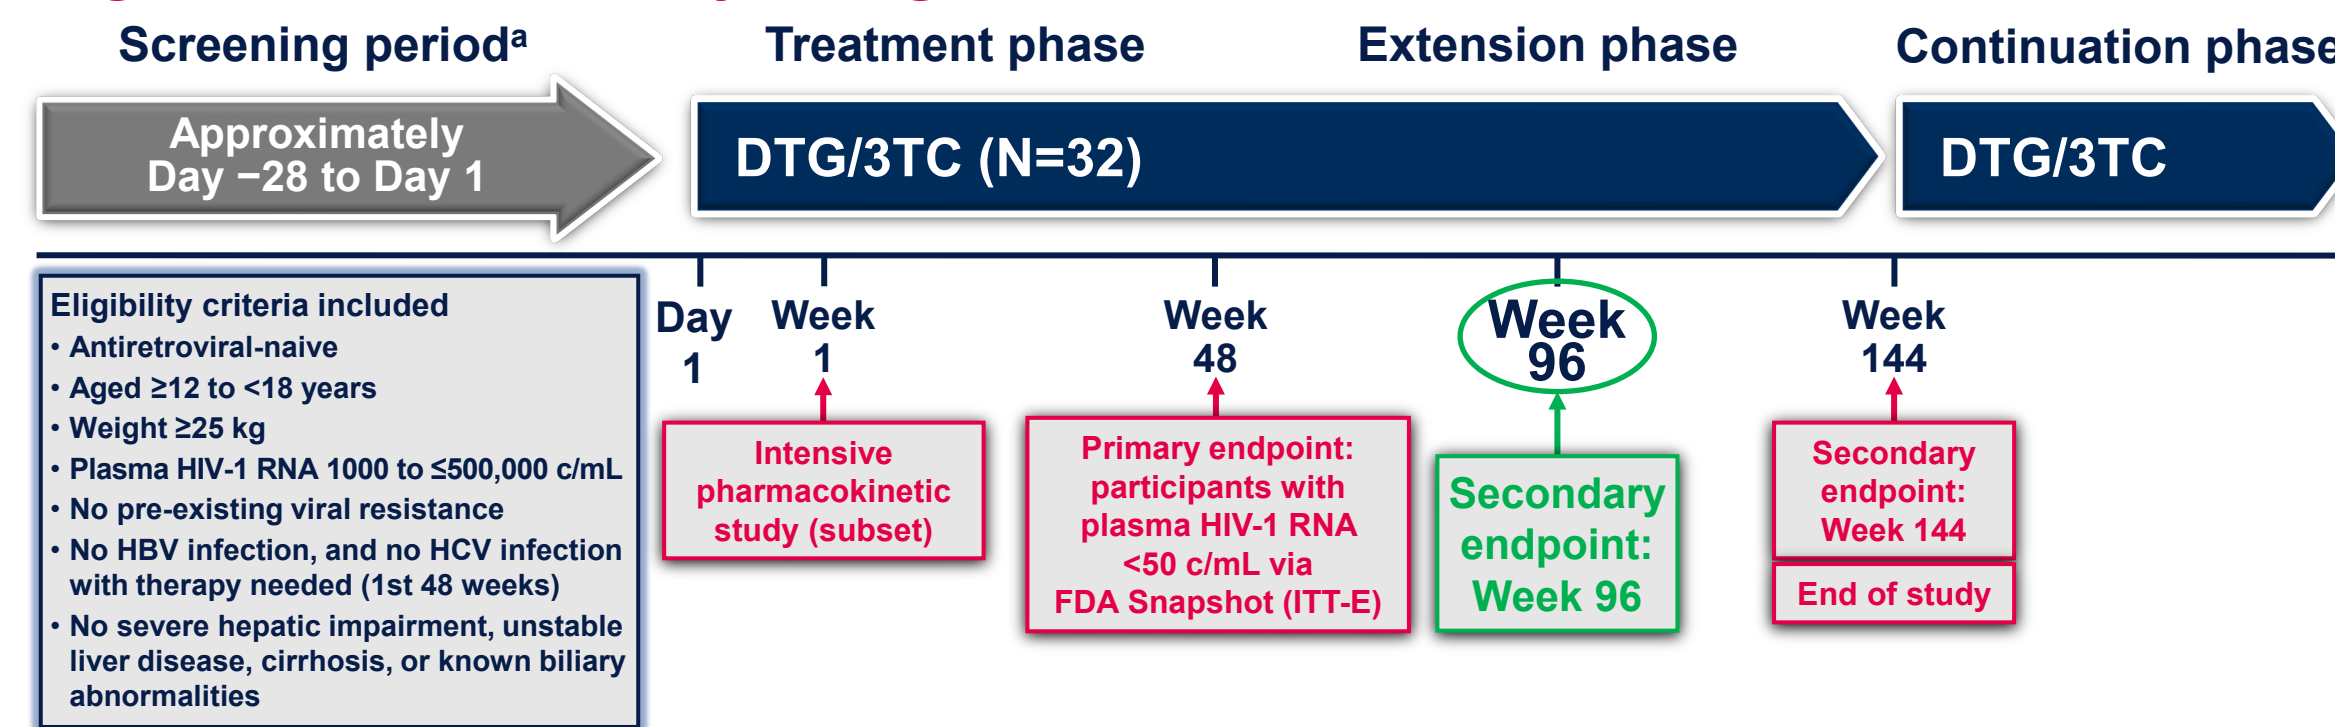 Screening periodᵃ
Treatment phase
Extension phase
Continuation phase
Approximately
Day −28 to Day 1
DTG/3TC (N=32)
DTG/3TC
Eligibility criteria included
• Antiretroviral-naive
• Aged ≥12 to <18 years
• Weight ≥25 kg
• Plasma HIV-1 RNA 1000 to ≤500,000 c/mL
• No pre-existing viral resistance
• No HBV infection, and no HCV infection
with therapy needed (1st 48 weeks)
• No severe hepatic impairment, unstable
liver disease, cirrhosis, or known biliary
abnormalities
Day
1
Week
1
Week
48
Week
96
Week
144
Intensive
pharmacokinetic
study (subset)
Primary endpoint:
participants with
plasma HIV-1 RNA
<50 c/mL via
FDA Snapshot (ITT-E)
Secondary
endpoint:
Week 96
Secondary
endpoint:
Week 144
End of study